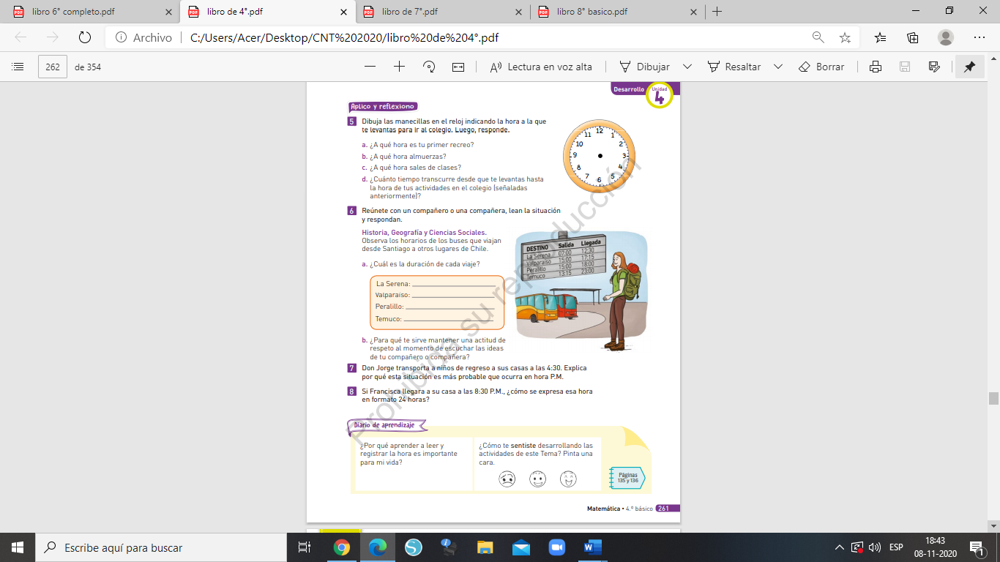 libro 6° completo.pdf
libro de 4°.pdf
libro de 7°.pdf
libro 8° basico.pdf
Archivo
C:/Users/Acer/Desktop/CNT%202020/libro%20de%204°.pdf
262 de 354
Lectura en voz alta
Dibujar
Resaltar
Borrar
Desarrollo
Unidad
4
Aplico y reflexiono
5 Dibuja las manecillas en el reloj indicando la hora a la que
te levantas para ir al colegio. Luego, responde.
a. ¿A qué hora es tu primer recreo?
b. ¿A qué hora almuerzas?
c. ¿A qué hora sales de clases?
d. ¿Cuánto tiempo transcurre desde que te levantas hasta
la hora de tus actividades en el colegio (señaladas
anteriormente)?
12
1
2
3
4
5
6
7
8
9
10
11
6 Reúnete con un compañero o una compañera, lean la situación
y respondan.
Historia, Geografía y Ciencias Sociales.
Observa los horarios de los buses que viajan
desde Santiago a otros lugares de Chile.
a. ¿Cuál es la duración de cada viaje?
La Serena:
Valparaíso:
Peralillo:
Temuco:
DESTINO Salida Llegada
La Serena 07:00 12:30
Valparaíso 15:00 17:15
Peralillo 15:00 18:00
Temuco 13:15 23:00
b. ¿Para qué te sirve mantener una actitud de
respeto al momento de escuchar las ideas
de tu compañero o compañera?
7 Don Jorge transporta a niños de regreso a sus casas a las 4:30. Explica
por qué esta situación es más probable que ocurra en hora P.M.
8 Si Francisca llegara a su casa a las 8:30 P.M., ¿cómo se expresa esa hora
en formato 24 horas?
Prohibida su reproducción
Diario de aprendizaje
¿Por qué aprender a leer y
registrar la hora es importante
para mi vida?
¿Cómo te sentiste desarrollando las
actividades de este Tema? Pinta una
cara.
Páginas
135 y 136
Matemática • 4.º básico 261
Escribe aquí para buscar
ESP
18:43
08-11-2020
1